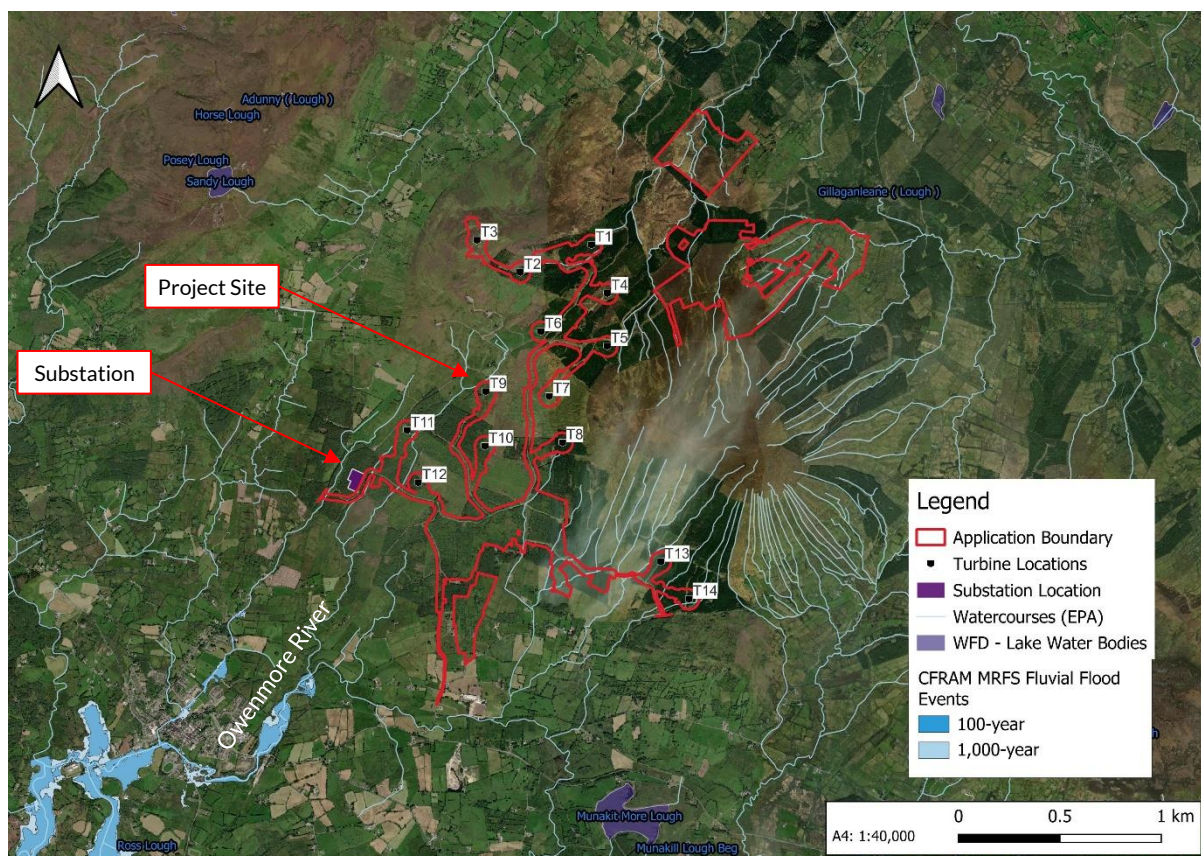 Adunny ( Lough )
Horse Lough
Posey Lough
Sandy Lough
Gillaganleane (Lough )
T3
T1
T2
T4
Project Site
T6
T5
Substation
T9
T7
T11
T10
T8
T12
T13
T14
Owenmore River
Munakit More Lough
Munakill Lough Beg
Ross Lough
Legend
Application Boundary
Turbine Locations
Substation Location
Watercourses (EPA)
WFD - Lake Water Bodies
CFRAM MRFS Fluvial Flood
Events
100-year
1,000-year
A4: 1:40,000
0 0.5 1 km